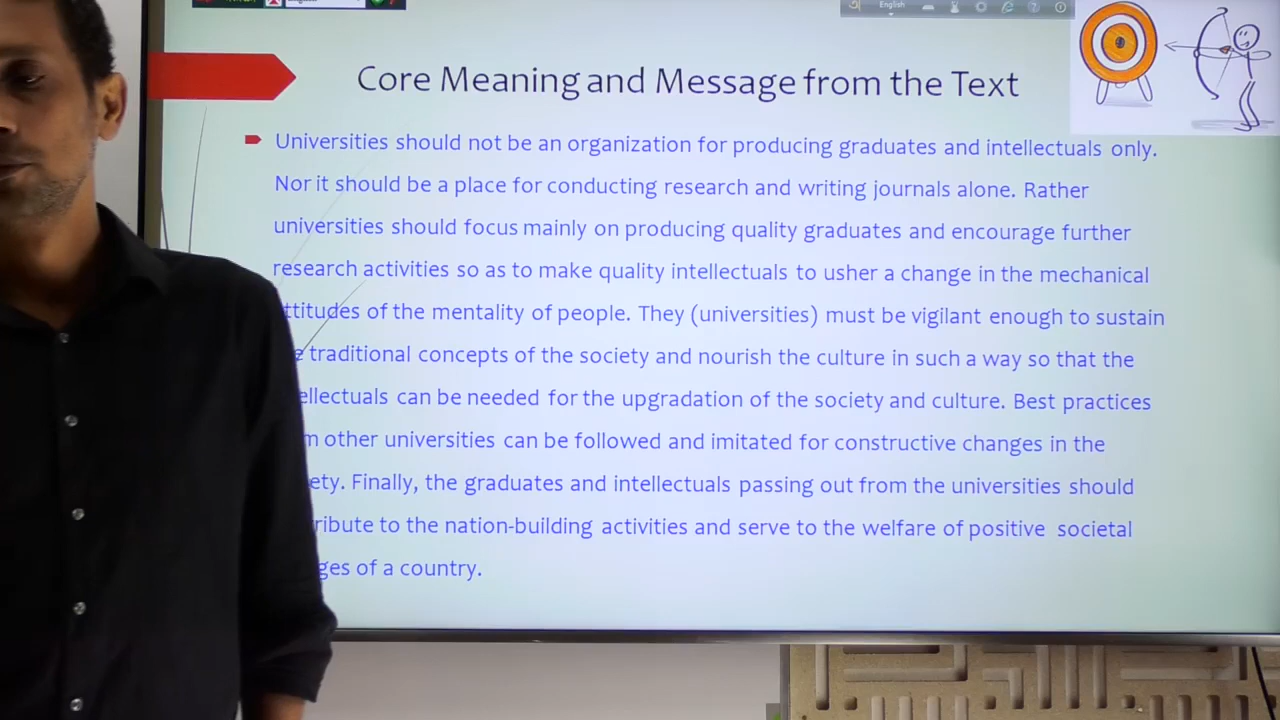 English
Core Meaning and Message from the Text
Universities should not be an organization for producing graduates and intellectuals only.
Nor it should be a place for conducting research and writing journals alone. Rather
universities should focus mainly on producing quality graduates and encourage further
research activities so as to make quality intellectuals to usher a change in the mechanical
ttitudes of the mentality of people. They (universities) must be vigilant enough to sustain
traditional concepts of the society and nourish the culture in such a way so that the
ellectuals can be needed for the upgradation of the society and culture. Best practices
other universities can be followed and imitated for constructive changes in the
ety. Finally, the graduates and intellectuals passing out from the universities should
ribute to the nation-building activities and serve to the welfare of positive societal
ges of a country.